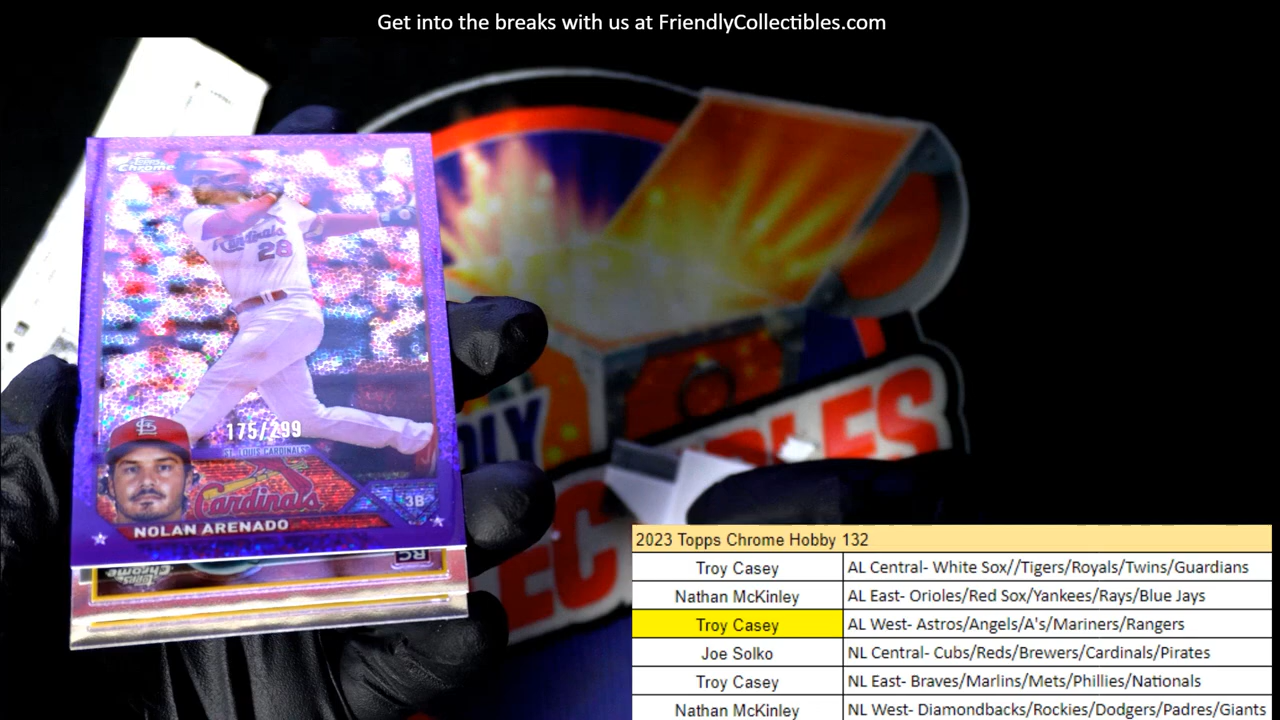 Get into the breaks with us at FriendlyCollectibles.com
Topps
Chrome
Cardinals
28
175/299
ST. LOUIS CARDINALS
Cardinals
3B
NOLAN ARENADO
RC
Topps
Chrome
2023 Topps Chrome Hobby 132
Troy Casey AL Central- White Sox//Tigers/Royals/Twins/Guardians
Nathan McKinley AL East- Orioles/Red Sox/Yankees/Rays/Blue Jays
Troy Casey AL West- Astros/Angels/A's/Mariners/Rangers
Joe Solko NL Central- Cubs/Reds/Brewers/Cardinals/Pirates
Troy Casey NL East- Braves/Marlins/Mets/Phillies/Nationals
Nathan McKinley NL West- Diamondbacks/Rockies/Dodgers/Padres/Giants